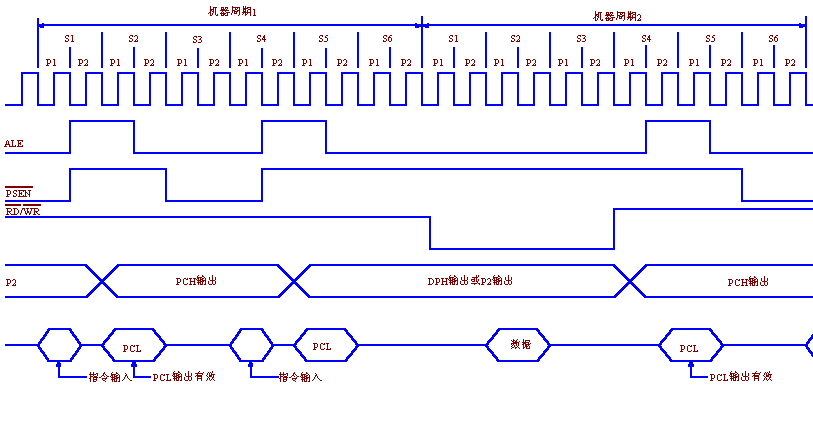 机器周期1 机器周期2
S1 S2 S3 S4 S5 S6 S1 S2 S3 S4 S5 S6
P1 P2 P1 P2 P1 P2 P1 P2 P1 P2 P1 P2 P1 P2 P1 P2 P1 P2 P1 P2 P1 P2 P1 P2
ALE
PSEN
RD/WR
P2 PCH输出 DPH输出或P2输出 PCH输出
PCL PCL 数据 PCL
指令输入 PCL输出有效 指令输入 PCL输出有效